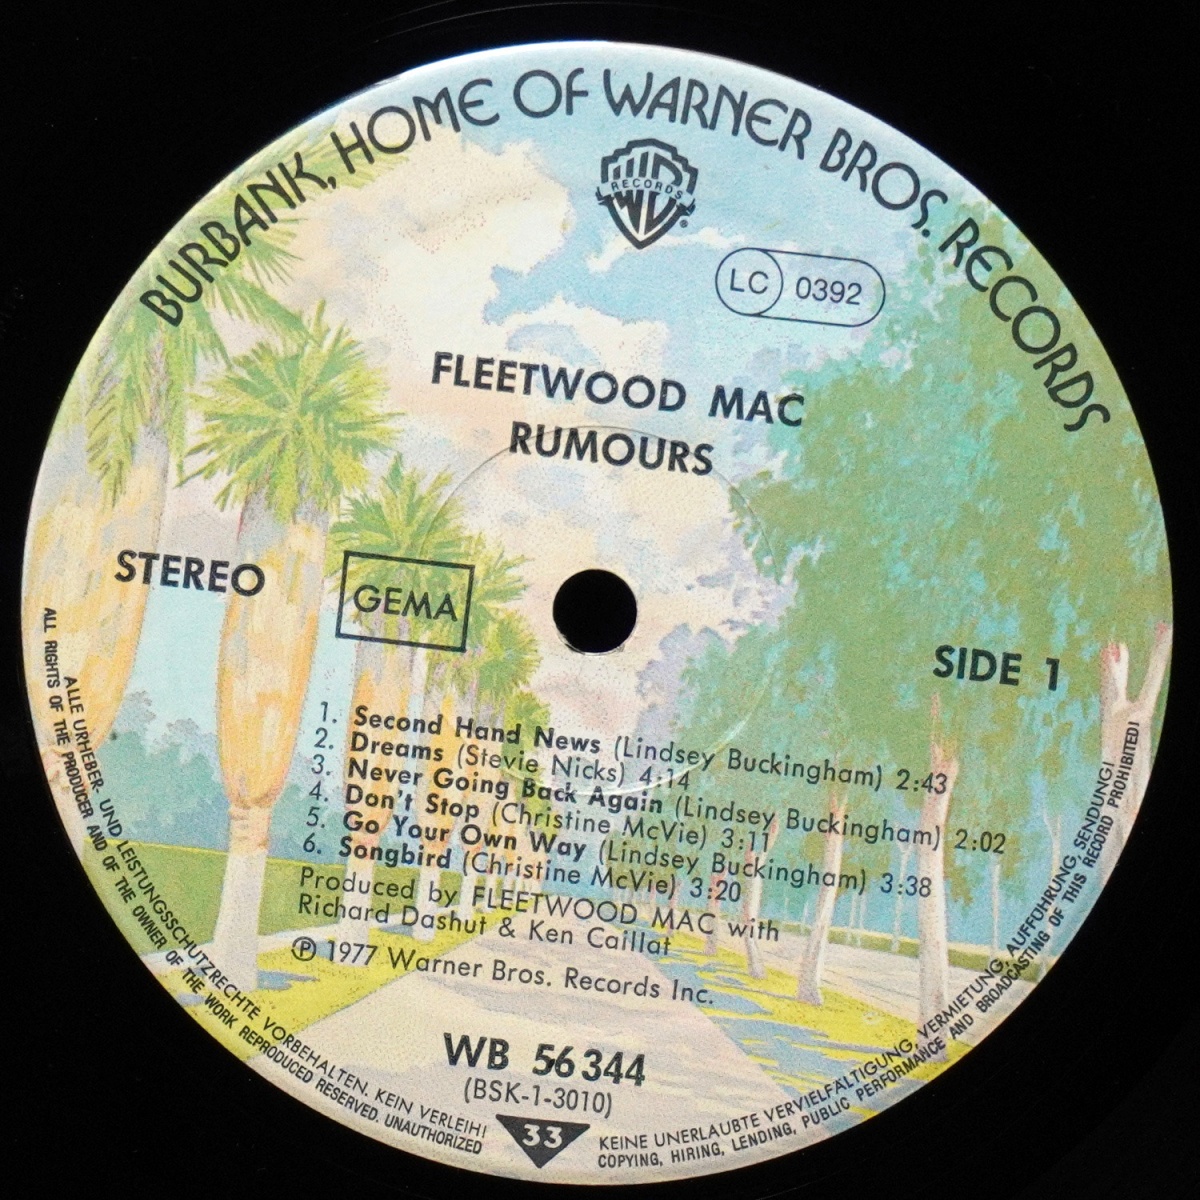 BURBANK, HOME OF WARNER BROS. RECORDS
WB
RECORDS
®
LC 0392
FLEETWOOD MAC
RUMOURS
STEREO
GEMA
SIDE 1
1. Second Hand News (Lindsey Buckingham) 2:43
2. Dreams (Stevie Nicks) 4:14
3. Never Going Back Again (Lindsey Buckingham) 2:02
4. Don't Stop (Christine McVie) 3:11
5. Go Your Own Way (Lindsey Buckingham) 3:38
6. Songbird (Christine McVie) 3:20
Produced by FLEETWOOD MAC with
Richard Dashut & Ken Caillat
℗ 1977 Warner Bros. Records Inc.
WB 56 344
(BSK-1-3010)
33
ALLE URHEBER- UND LEISTUNGSSCHUTZRECHTE VORBEHALTEN. KEIN VERLEIH! KEINE UNERLAUBTE VERVIELFÄLTIGUNG, VERMIETUNG, AUFFÜHRUNG, SENDUNG!
ALL RIGHTS OF THE PRODUCER AND OF THE OWNER OF THE WORK REPRODUCED RESERVED. UNAUTHORIZED COPYING, HIRING, LENDING, PUBLIC PERFORMANCE AND BROADCASTING OF THIS RECORD PROHIBITED!